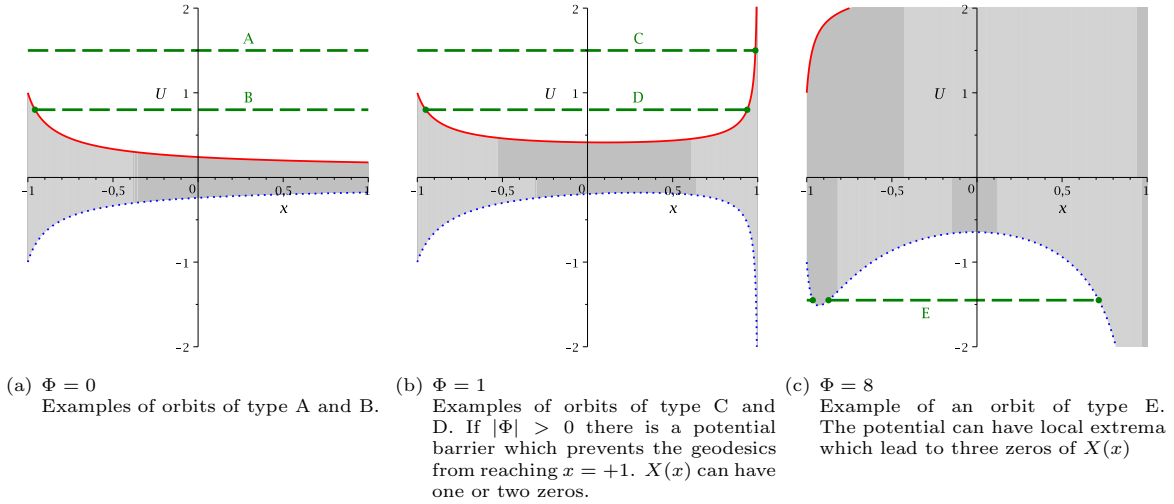 2
A
U
1
B
-1
-0,5
0
0,5
1
x
-1
-2
2
C
U
1
D
-1
-0,5
0
0,5
1
x
-1
-2
2
U
1
-1
-0,5
0
0,5
1
x
-1
E
-2
(a) Φ = 0
Examples of orbits of type A and B.
(b) Φ = 1
Examples of orbits of type C and
D. If |Φ| > 0 there is a potential
barrier which prevents the geodesics
from reaching x = +1. X(x) can have
one or two zeros.
(c) Φ = 8
Example of an orbit of type E.
The potential can have local extrema
which lead to three zeros of X(x)